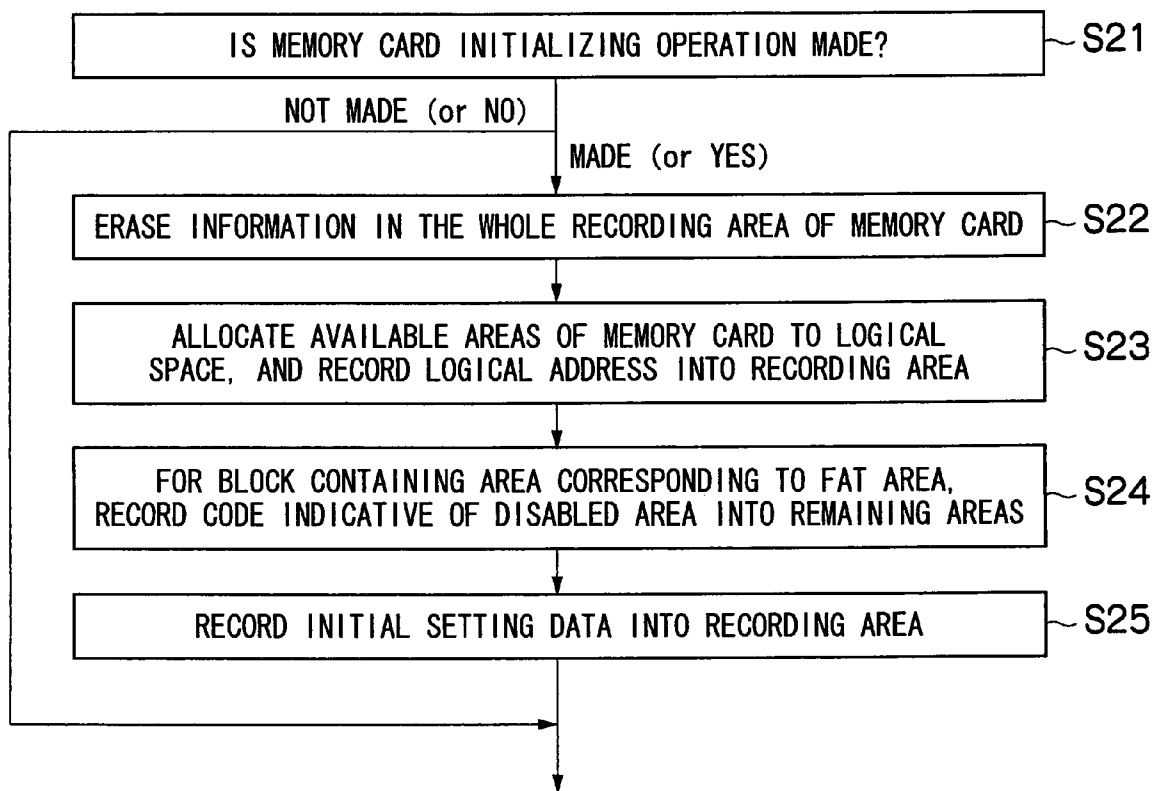 IS MEMORY CARD INITIALIZING OPERATION MADE?
S21
NOT MADE (or NO)
MADE (or YES)
ERASE INFORMATION IN THE WHOLE RECORDING AREA OF MEMORY CARD
S22
ALLOCATE AVAILABLE AREAS OF MEMORY CARD TO LOGICAL
SPACE, AND RECORD LOGICAL ADDRESS INTO RECORDING AREA
S23
FOR BLOCK CONTAINING AREA CORRESPONDING TO FAT AREA,
RECORD CODE INDICATIVE OF DISABLED AREA INTO REMAINING AREAS
S24
RECORD INITIAL SETTING DATA INTO RECORDING AREA
S25